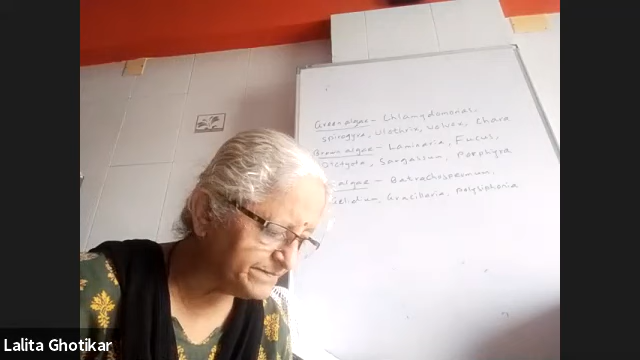 Green algae - Chlamydomonas,
Spirogyra, Ulothrix, Volvox, Chara
Brown algae - Laminaria, Fucus,
Dictyota, Sargassum, Porphyra
algae - Batrachospermum,
Gracillaria, Polysiphonia
Lalita Ghotikar